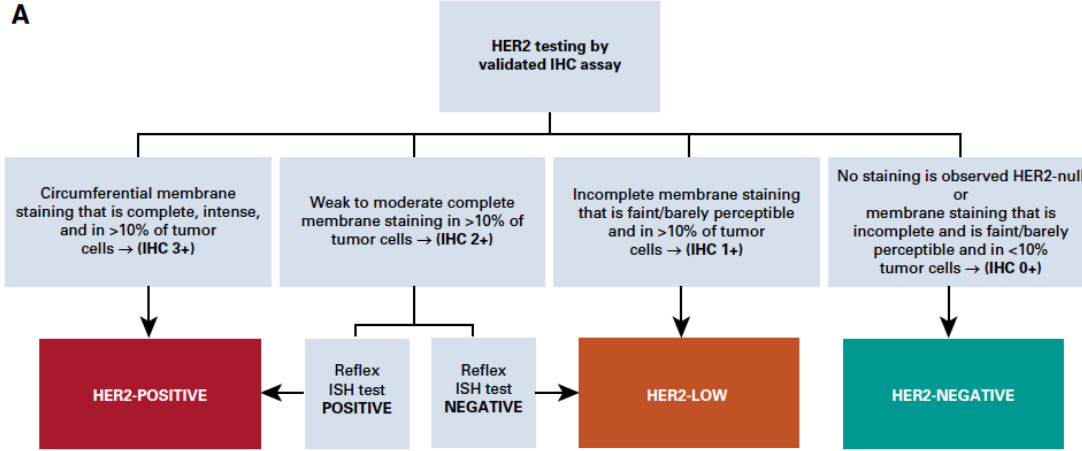 A
HER2 testing by
validated IHC assay
Circumferential membrane
staining that is complete, intense,
and in >10% of tumor
cells → (IHC 3+)
Weak to moderate complete
membrane staining in >10% of
tumor cells → (IHC 2+)
Incomplete membrane staining
that is faint/barely perceptible
and in >10% of tumor
cells → (IHC 1+)
No staining is observed HER2-null
or
membrane staining that is
incomplete and is faint/barely
perceptible and in <10%
tumor cells → (IHC 0+)
HER2-POSITIVE
Reflex
ISH test
POSITIVE
Reflex
ISH test
NEGATIVE
HER2-LOW
HER2-NEGATIVE